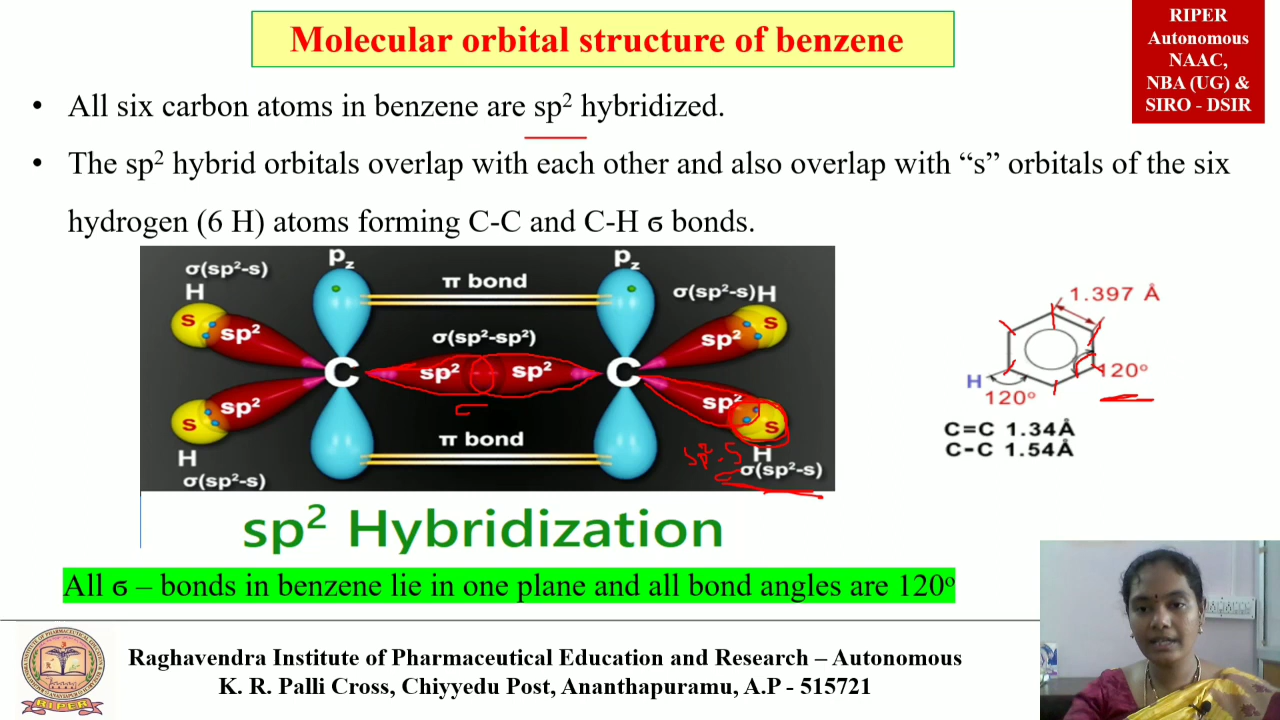 Molecular orbital structure of benzene
RIPER
Autonomous
NAAC,
NBA (UG) &
SIRO - DSIR
• All six carbon atoms in benzene are sp² hybridized.
• The sp² hybrid orbitals overlap with each other and also overlap with “s” orbitals of the six
hydrogen (6 H) atoms forming C-C and C-H ϭ bonds.
σ(sp²-s)
H
s
sp²
pz
π bond
pz
σ(sp²-s)H
s
sp²
σ(sp²-sp²)
C
sp²
sp²
C
sp²
s
H
σ(sp²-s)
π bond
sp²
s
H
sp²-s
σ(sp²-s)
1.397 Å
120°
H
120°
C=C 1.34Å
C-C 1.54Å
sp² Hybridization
All ϭ – bonds in benzene lie in one plane and all bond angles are 120°
Raghavendra Institute of Pharmaceutical Education and Research – Autonomous
K. R. Palli Cross, Chiyyedu Post, Ananthapuramu, A.P - 515721
RIPER